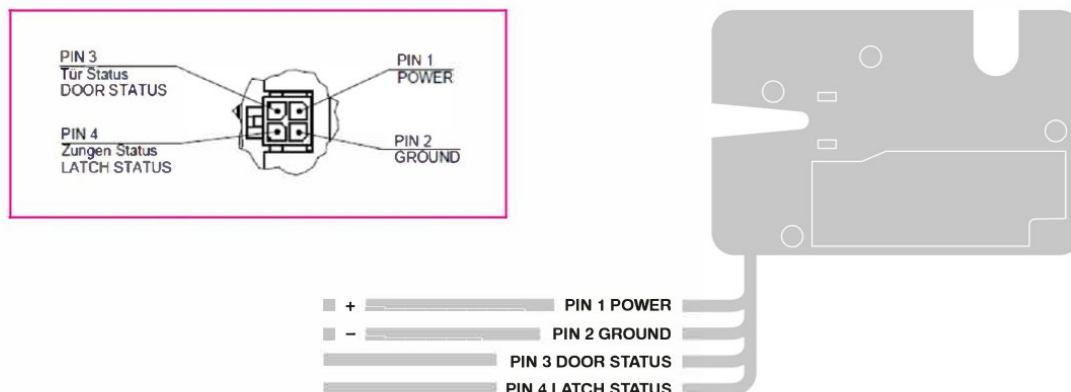 PIN 3
Tür Status
DOOR STATUS
PIN 1
POWER
PIN 4
Zungen Status
LATCH STATUS
PIN 2
GROUND
+ PIN 1 POWER
– PIN 2 GROUND
PIN 3 DOOR STATUS
PIN 4 LATCH STATUS